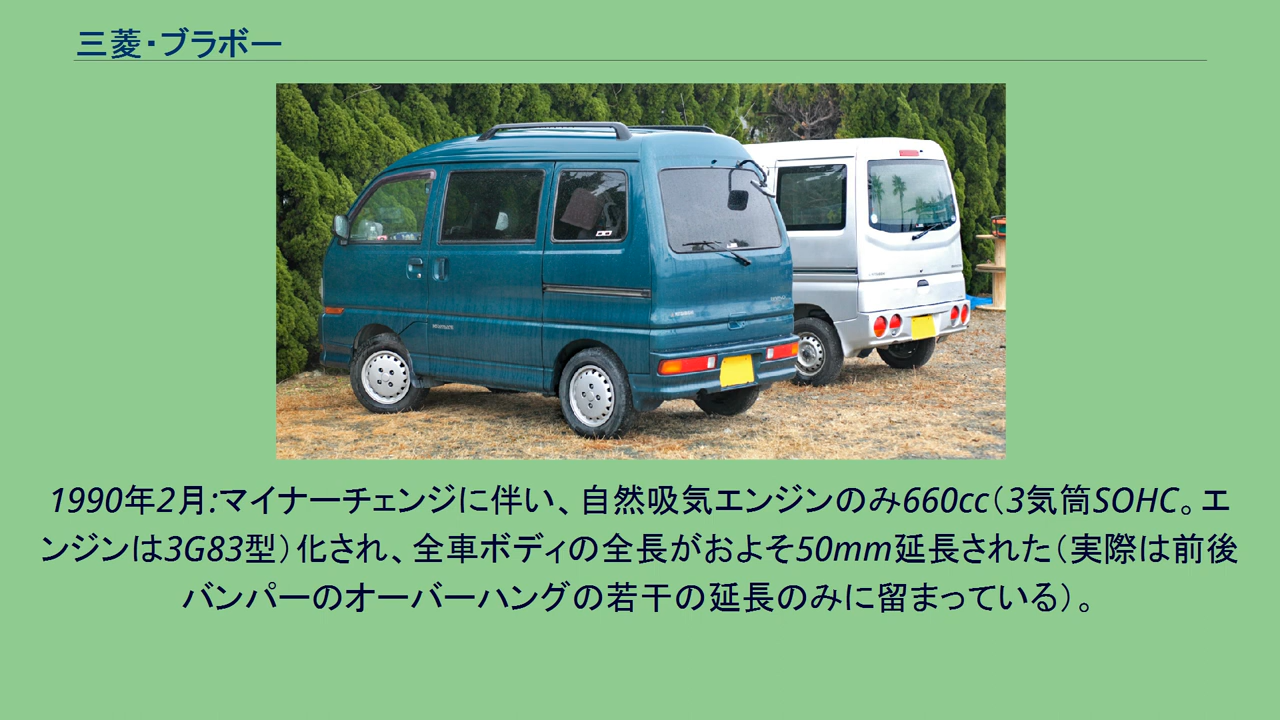 三菱・ブラボー
1990年2月:マイナーチェンジに伴い、自然吸気エンジンのみ660cc（3気筒SOHC。エ
ンジンは3G83型）化され、全車ボディの全長がおよそ50mm延長された（実際は前後
バンパーのオーバーハングの若干の延長のみに留まっている）。